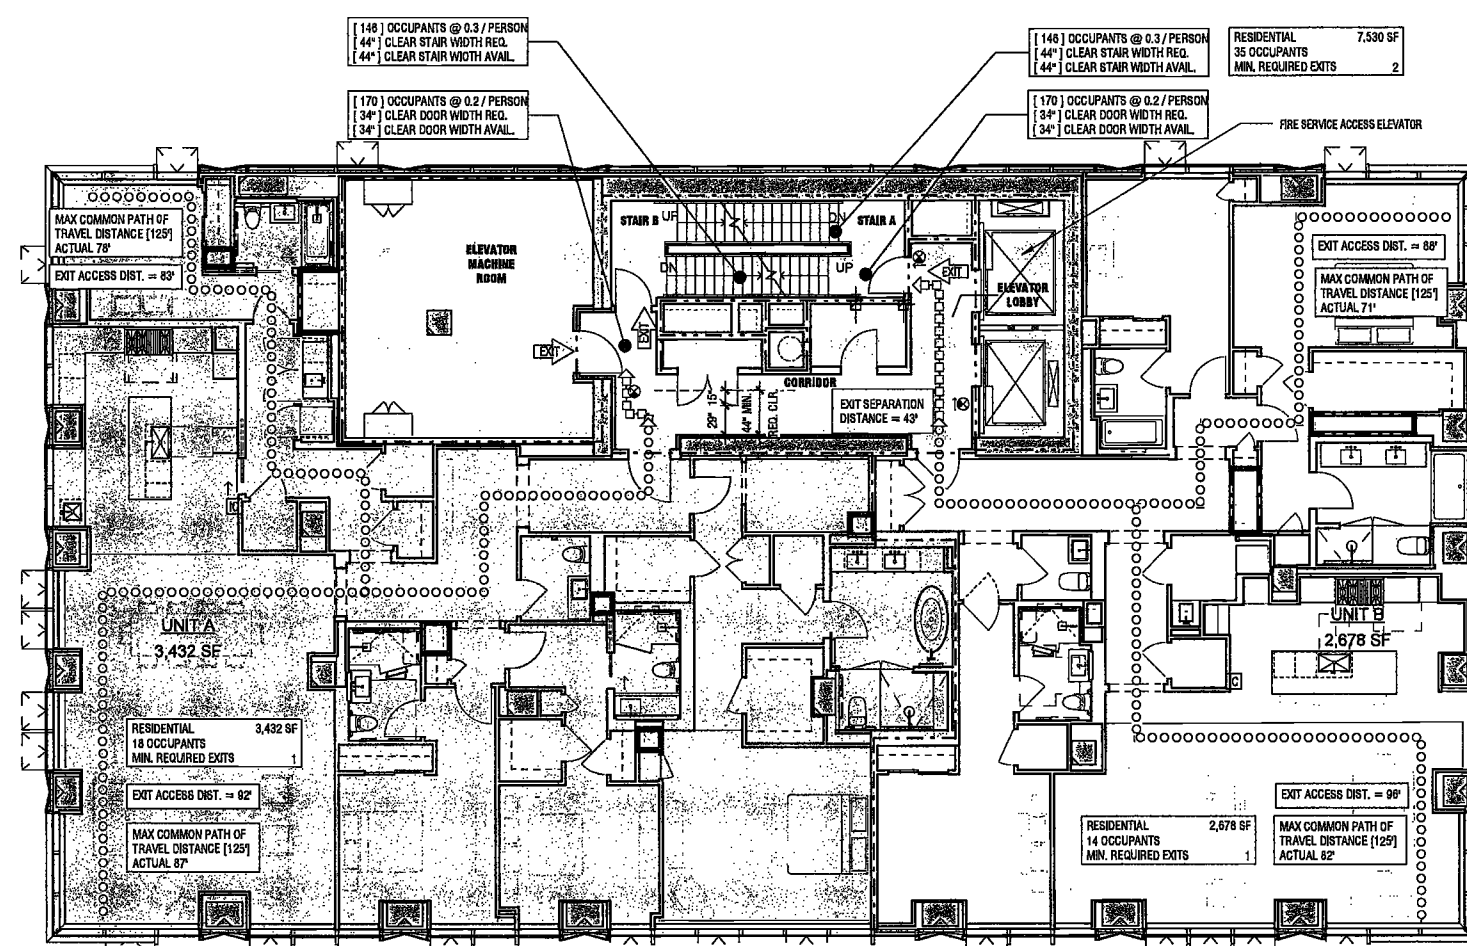 [ 146 ] OCCUPANTS @ 0.3 / PERSON
[ 44" ] CLEAR STAIR WIDTH REQ.
[ 44" ] CLEAR STAIR WIDTH AVAIL.
[ 146 ] OCCUPANTS @ 0.3 / PERSON
[ 44" ] CLEAR STAIR WIDTH REQ.
[ 44" ] CLEAR STAIR WIDTH AVAIL.
RESIDENTIAL 7,530 SF
35 OCCUPANTS
MIN. REQUIRED EXITS 2
[ 170 ] OCCUPANTS @ 0.2 / PERSON
[ 34" ] CLEAR DOOR WIDTH REQ.
[ 34" ] CLEAR DOOR WIDTH AVAIL.
[ 170 ] OCCUPANTS @ 0.2 / PERSON
[ 34" ] CLEAR DOOR WIDTH REQ.
[ 34" ] CLEAR DOOR WIDTH AVAIL.
FIRE SERVICE ACCESS ELEVATOR
MAX COMMON PATH OF
TRAVEL DISTANCE [125']
ACTUAL 78'
EXIT ACCESS DIST. = 83'
ELEVATOR
MACHINE
ROOM
STAIR B
UP
DN
STAIR A
DN
UP
EXIT
ELEVATOR
LOBBY
EXIT ACCESS DIST. = 88'
MAX COMMON PATH OF
TRAVEL DISTANCE [125']
ACTUAL 71'
EXIT
EXIT
CORRIDOR
29" 15"
44" MIN.
REQ. CLR.
EXIT SEPARATION
DISTANCE = 43'
UNIT A
3,432 SF
UNIT B
2,678 SF
C
RESIDENTIAL 3,432 SF
18 OCCUPANTS
MIN. REQUIRED EXITS 1
EXIT ACCESS DIST. = 92'
MAX COMMON PATH OF
TRAVEL DISTANCE [125']
ACTUAL 87'
EXIT ACCESS DIST. = 96'
RESIDENTIAL 2,678 SF
14 OCCUPANTS
MIN. REQUIRED EXITS 1
MAX COMMON PATH OF
TRAVEL DISTANCE [125']
ACTUAL 82'